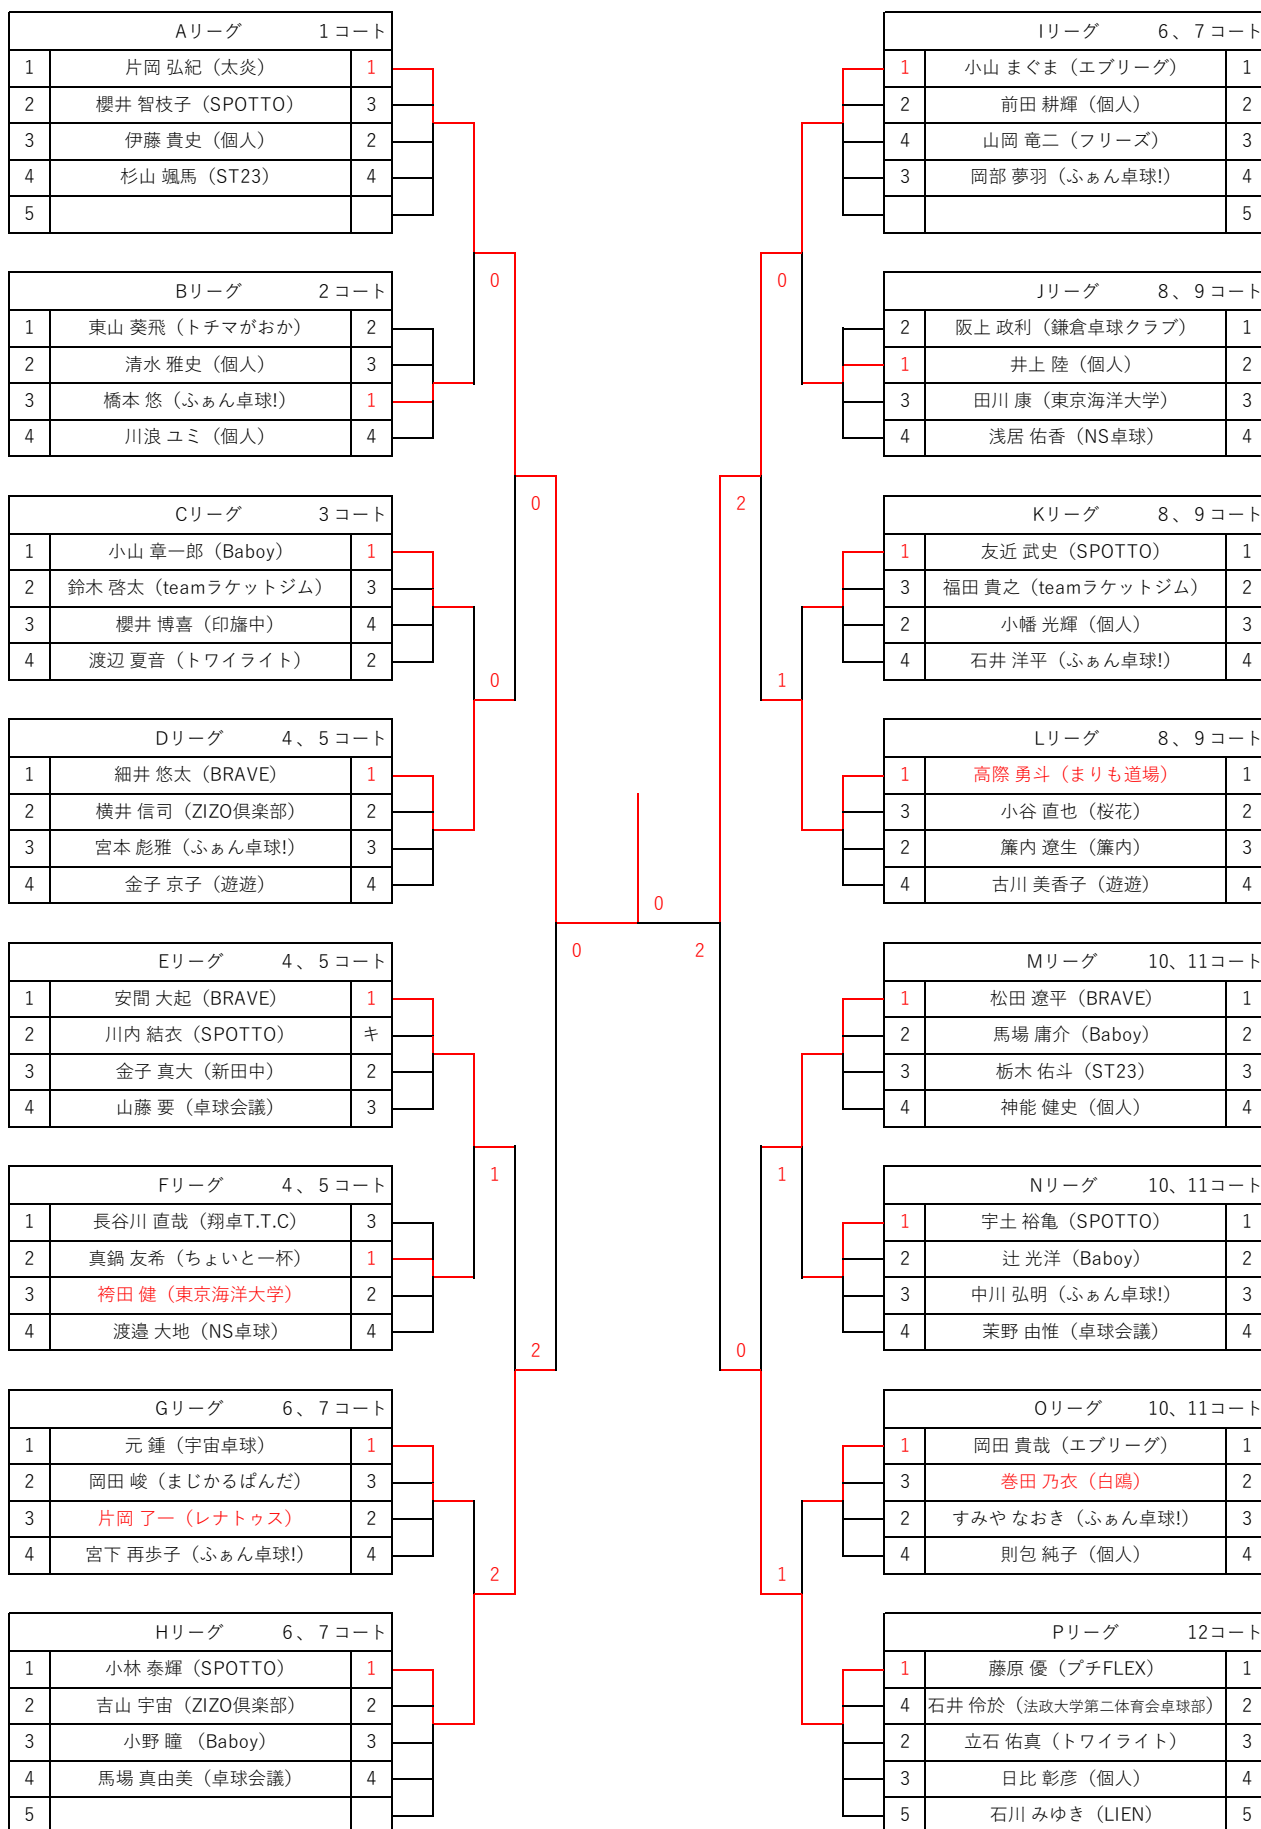 Aリーグ 1コート
1 片岡 弘紀（太炎） 1
2 櫻井 智枝子（SPOTTO） 3
3 伊藤 貴史（個人） 2
4 杉山 颯馬（ST23） 4
5
Bリーグ 2コート
1 東山 葵飛（トチマがおか） 2
2 清水 雅史（個人） 3
3 橋本 悠（ふぁん卓球!） 1
4 川浪 ユミ（個人） 4
Cリーグ 3コート
1 小山 章一郎（Baboy） 1
2 鈴木 啓太（teamラケットジム） 3
3 櫻井 博喜（印旛中） 4
4 渡辺 夏音（トワイライト） 2
Dリーグ 4、5コート
1 細井 悠太（BRAVE） 1
2 横井 信司（ZIZO倶楽部） 2
3 宮本 彪雅（ふぁん卓球!） 3
4 金子 京子（遊遊） 4
Eリーグ 4、5コート
1 安間 大起（BRAVE） 1
2 川内 結衣（SPOTTO） キ
3 金子 真大（新田中） 2
4 山藤 要（卓球会議） 3
Fリーグ 4、5コート
1 長谷川 直哉（翔卓T.T.C） 3
2 真鍋 友希（ちょいと一杯） 1
3 袴田 健（東京海洋大学） 2
4 渡邉 大地（NS卓球） 4
Gリーグ 6、7コート
1 元 鍾（宇宙卓球） 1
2 岡田 峻（まじかるぱんだ） 3
3 片岡 了一（レナトゥス） 2
4 宮下 再歩子（ふぁん卓球!） 4
Hリーグ 6、7コート
1 小林 泰輝（SPOTTO） 1
2 吉山 宇宙（ZIZO倶楽部） 2
3 小野 瞳 （Baboy） 3
4 馬場 真由美（卓球会議） 4
5
0
0
0
1
2
2
0
0
2
0
2
1
1
0
1
Iリーグ 6、7コート
1 小山 まぐま（エブリーグ） 1
2 前田 耕輝（個人） 2
4 山岡 竜二（フリーズ） 3
3 岡部 夢羽（ふぁん卓球!） 4
5
Jリーグ 8、9コート
2 阪上 政利（鎌倉卓球クラブ） 1
1 井上 陸（個人） 2
3 田川 康（東京海洋大学） 3
4 浅居 佑香（NS卓球） 4
Kリーグ 8、9コート
1 友近 武史（SPOTTO） 1
3 福田 貴之（teamラケットジム） 2
2 小幡 光輝（個人） 3
4 石井 洋平（ふぁん卓球!） 4
Lリーグ 8、9コート
1 高際 勇斗（まりも道場） 1
3 小谷 直也（桜花） 2
2 簾内 遼生（簾内） 3
4 古川 美香子（遊遊） 4
Mリーグ 10、11コート
1 松田 遼平（BRAVE） 1
2 馬場 庸介（Baboy） 2
3 栃木 佑斗（ST23） 3
4 神能 健史（個人） 4
Nリーグ 10、11コート
1 宇土 裕亀（SPOTTO） 1
2 辻 光洋（Baboy） 2
3 中川 弘明（ふぁん卓球!） 3
4 茉野 由惟（卓球会議） 4
Oリーグ 10、11コート
1 岡田 貴哉（エブリーグ） 1
3 巻田 乃衣（白鴎） 2
2 すみや なおき（ふぁん卓球!） 3
4 則包 純子（個人） 4
Pリーグ 12コート
1 藤原 優（プチFLEX） 1
4 石井 伶於（法政大学第二体育会卓球部） 2
2 立石 佑真（トワイライト） 3
3 日比 彰彦（個人） 4
5 石川 みゆき（LIEN） 5